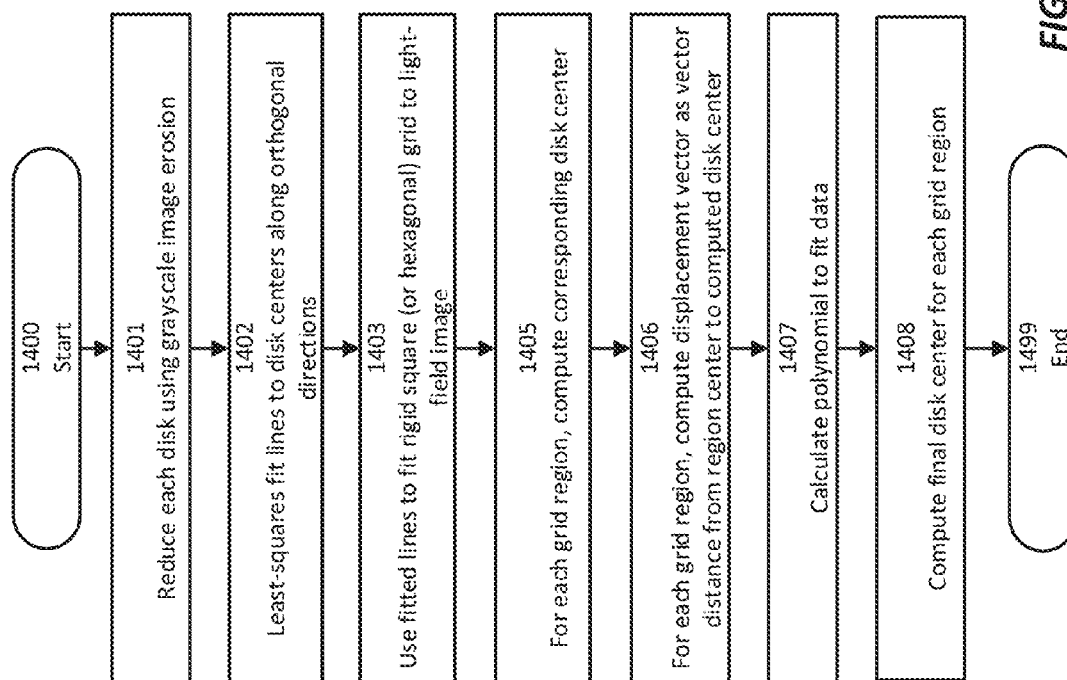 1400
Start
1401
Reduce each disk using grayscale image erosion
1402
Least-squares fit lines to disk centers along orthogonal
directions
1403
Use fitted lines to fit rigid square (or hexagonal) grid to light-
field image
1405
For each grid region, compute corresponding disk center
1406
For each grid region, compute displacement vector as vector
distance from region center to computed disk center
1407
Calculate polynomial to fit data
1408
Compute final disk center for each grid region
1499
End
FIG